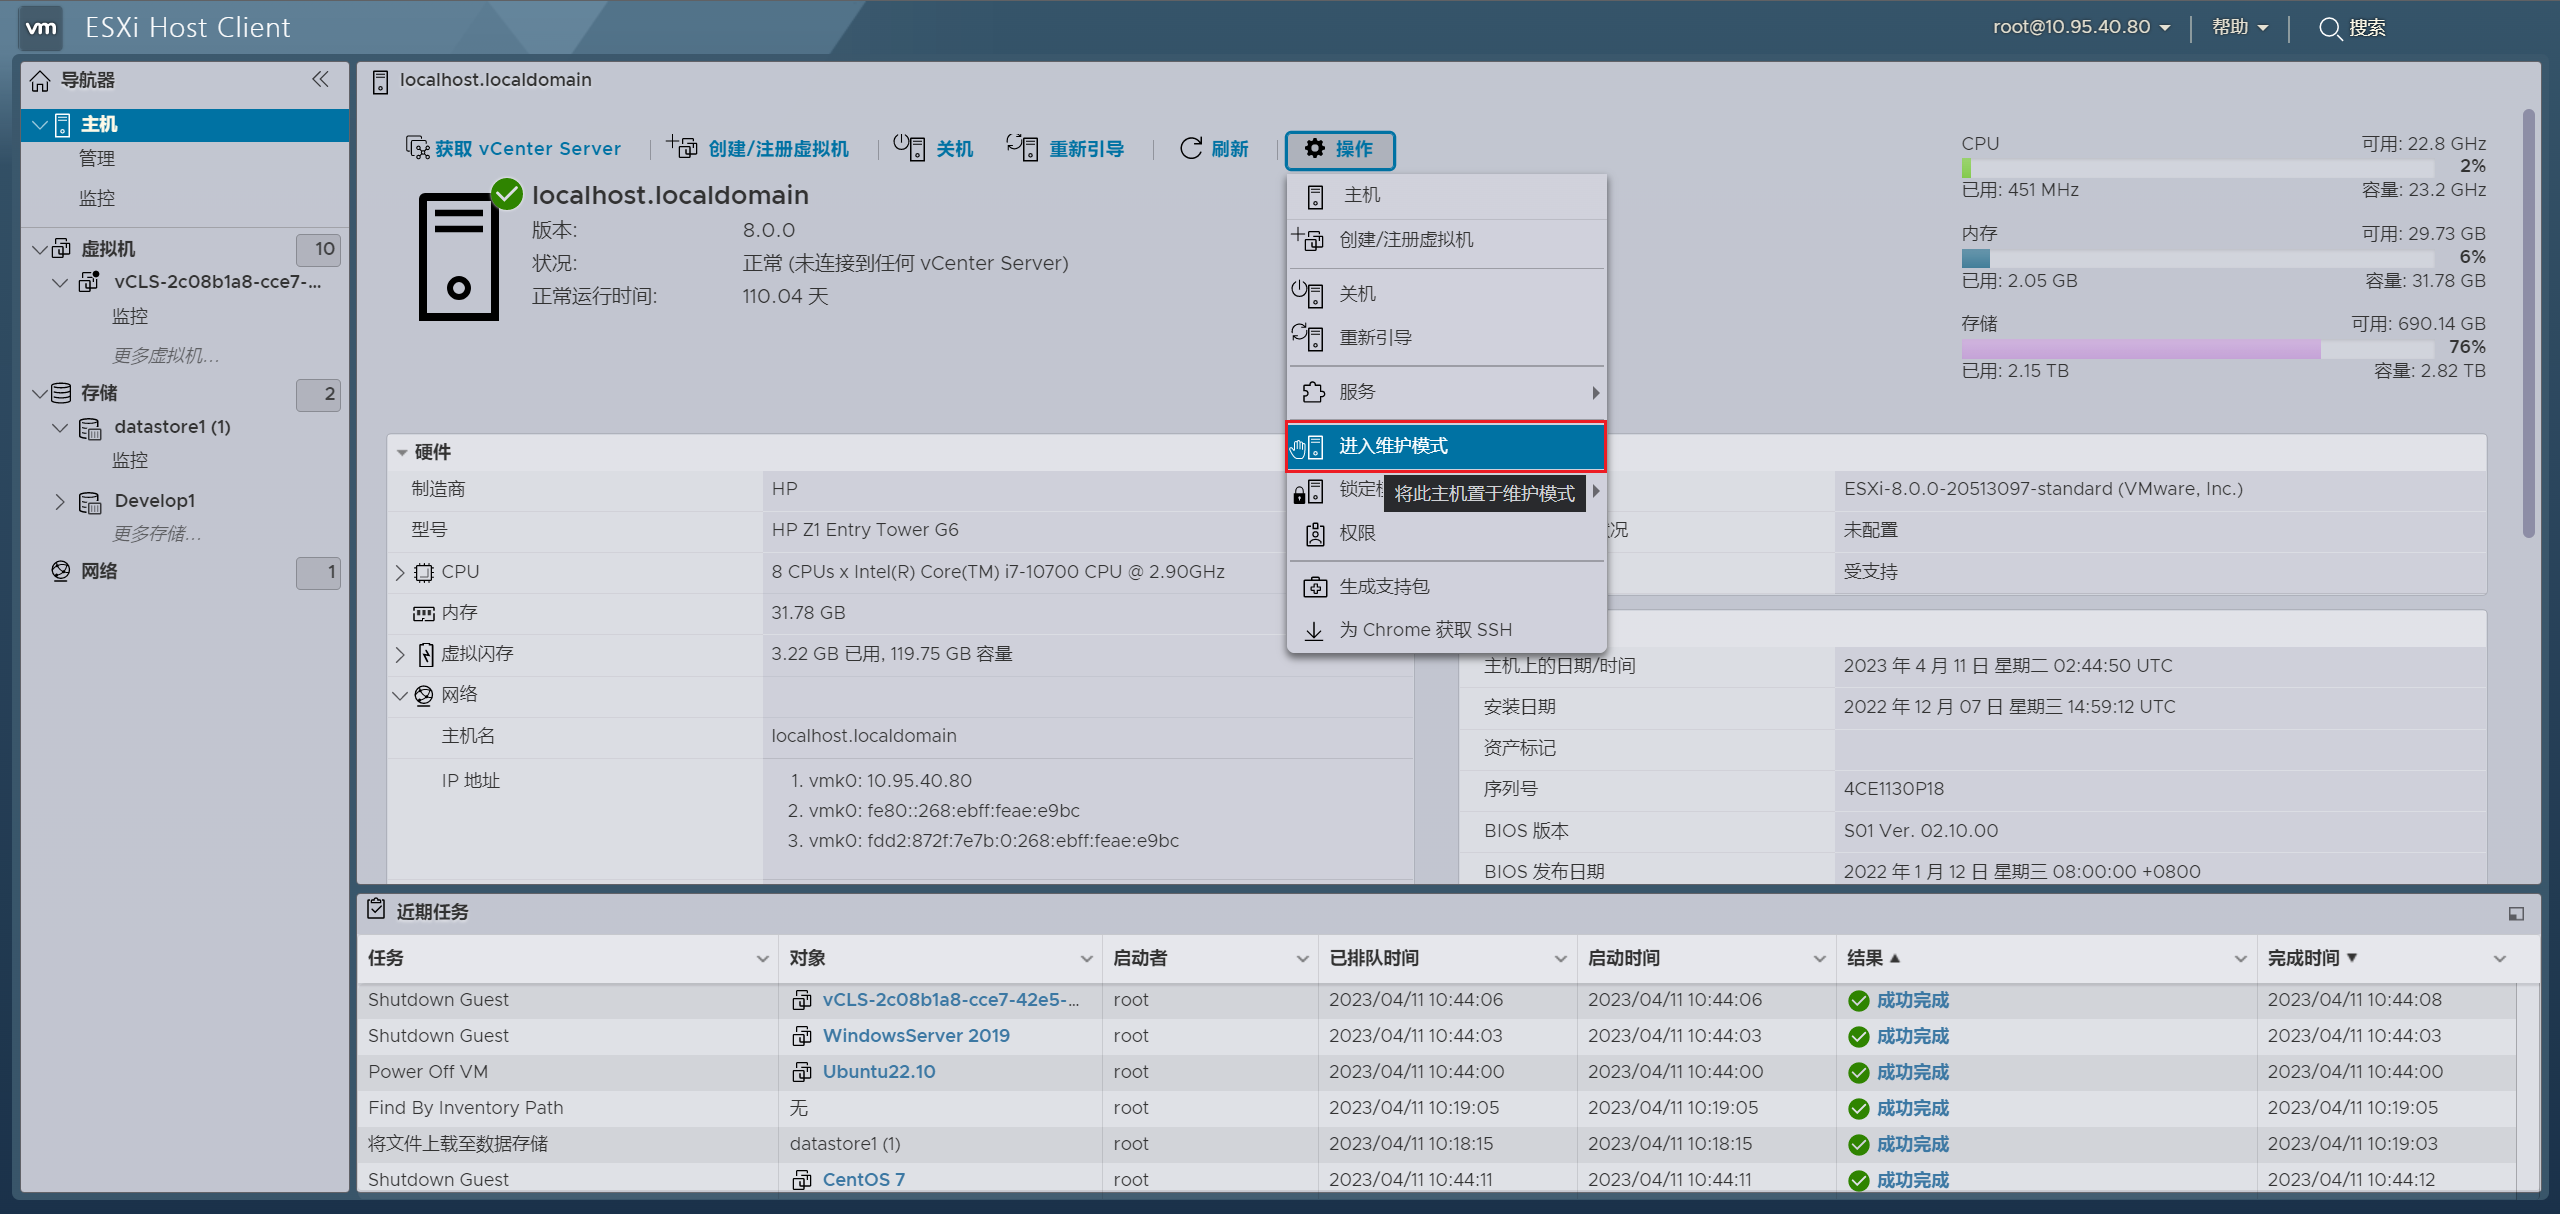 vm ESXi Host Client
root@10.95.40.80
帮助
搜索
导航器
主机
管理
监控
虚拟机 10
vCLS-2c08b1a8-cce7-...
监控
更多虚拟机...
存储 2
datastore1 (1)
监控
Develop1
更多存储...
网络 1
localhost.localdomain
获取 vCenter Server
创建/注册虚拟机
关机
重新引导
刷新
操作
localhost.localdomain
版本: 8.0.0
状况: 正常 (未连接到任何 vCenter Server)
正常运行时间: 110.04 天
主机
创建/注册虚拟机
关机
重新引导
服务
进入维护模式
锁定
将此主机置于维护模式
权限
生成支持包
为 Chrome 获取 SSH
CPU 可用: 22.8 GHz
2%
已用: 451 MHz 容量: 23.2 GHz
内存 可用: 29.73 GB
6%
已用: 2.05 GB 容量: 31.78 GB
存储 可用: 690.14 GB
76%
已用: 2.15 TB 容量: 2.82 TB
硬件
制造商 HP
型号 HP Z1 Entry Tower G6
CPU 8 CPUs x Intel(R) Core(TM) i7-10700 CPU @ 2.90GHz
内存 31.78 GB
虚拟闪存 3.22 GB 已用, 119.75 GB 容量
网络
主机名 localhost.localdomain
IP 地址 1. vmk0: 10.95.40.80
2. vmk0: fe80::268:ebff:feae:e9bc
3. vmk0: fdd2:872f:7e7b:0:268:ebff:feae:e9bc
ESXi-8.0.0-20513097-standard (VMware, Inc.)
况 未配置
受支持
主机上的日期/时间 2023 年 4 月 11 日 星期二 02:44:50 UTC
安装日期 2022 年 12 月 07 日 星期三 14:59:12 UTC
资产标记
序列号 4CE1130P18
BIOS 版本 S01 Ver. 02.10.00
BIOS 发布日期 2022 年 1 月 12 日 星期三 08:00:00 +0800
近期任务
任务 对象 启动者 已排队时间 启动时间 结果▲ 完成时间▼
Shutdown Guest vCLS-2c08b1a8-cce7-42e5-... root 2023/04/11 10:44:06 2023/04/11 10:44:06 成功完成 2023/04/11 10:44:08
Shutdown Guest WindowsServer 2019 root 2023/04/11 10:44:03 2023/04/11 10:44:03 成功完成 2023/04/11 10:44:03
Power Off VM Ubuntu22.10 root 2023/04/11 10:44:00 2023/04/11 10:44:00 成功完成 2023/04/11 10:44:00
Find By Inventory Path 无 root 2023/04/11 10:19:05 2023/04/11 10:19:05 成功完成 2023/04/11 10:19:05
将文件上载至数据存储 datastore1 (1) root 2023/04/11 10:18:15 2023/04/11 10:18:15 成功完成 2023/04/11 10:19:03
Shutdown Guest CentOS 7 root 2023/04/11 10:44:11 2023/04/11 10:44:11 成功完成 2023/04/11 10:44:12